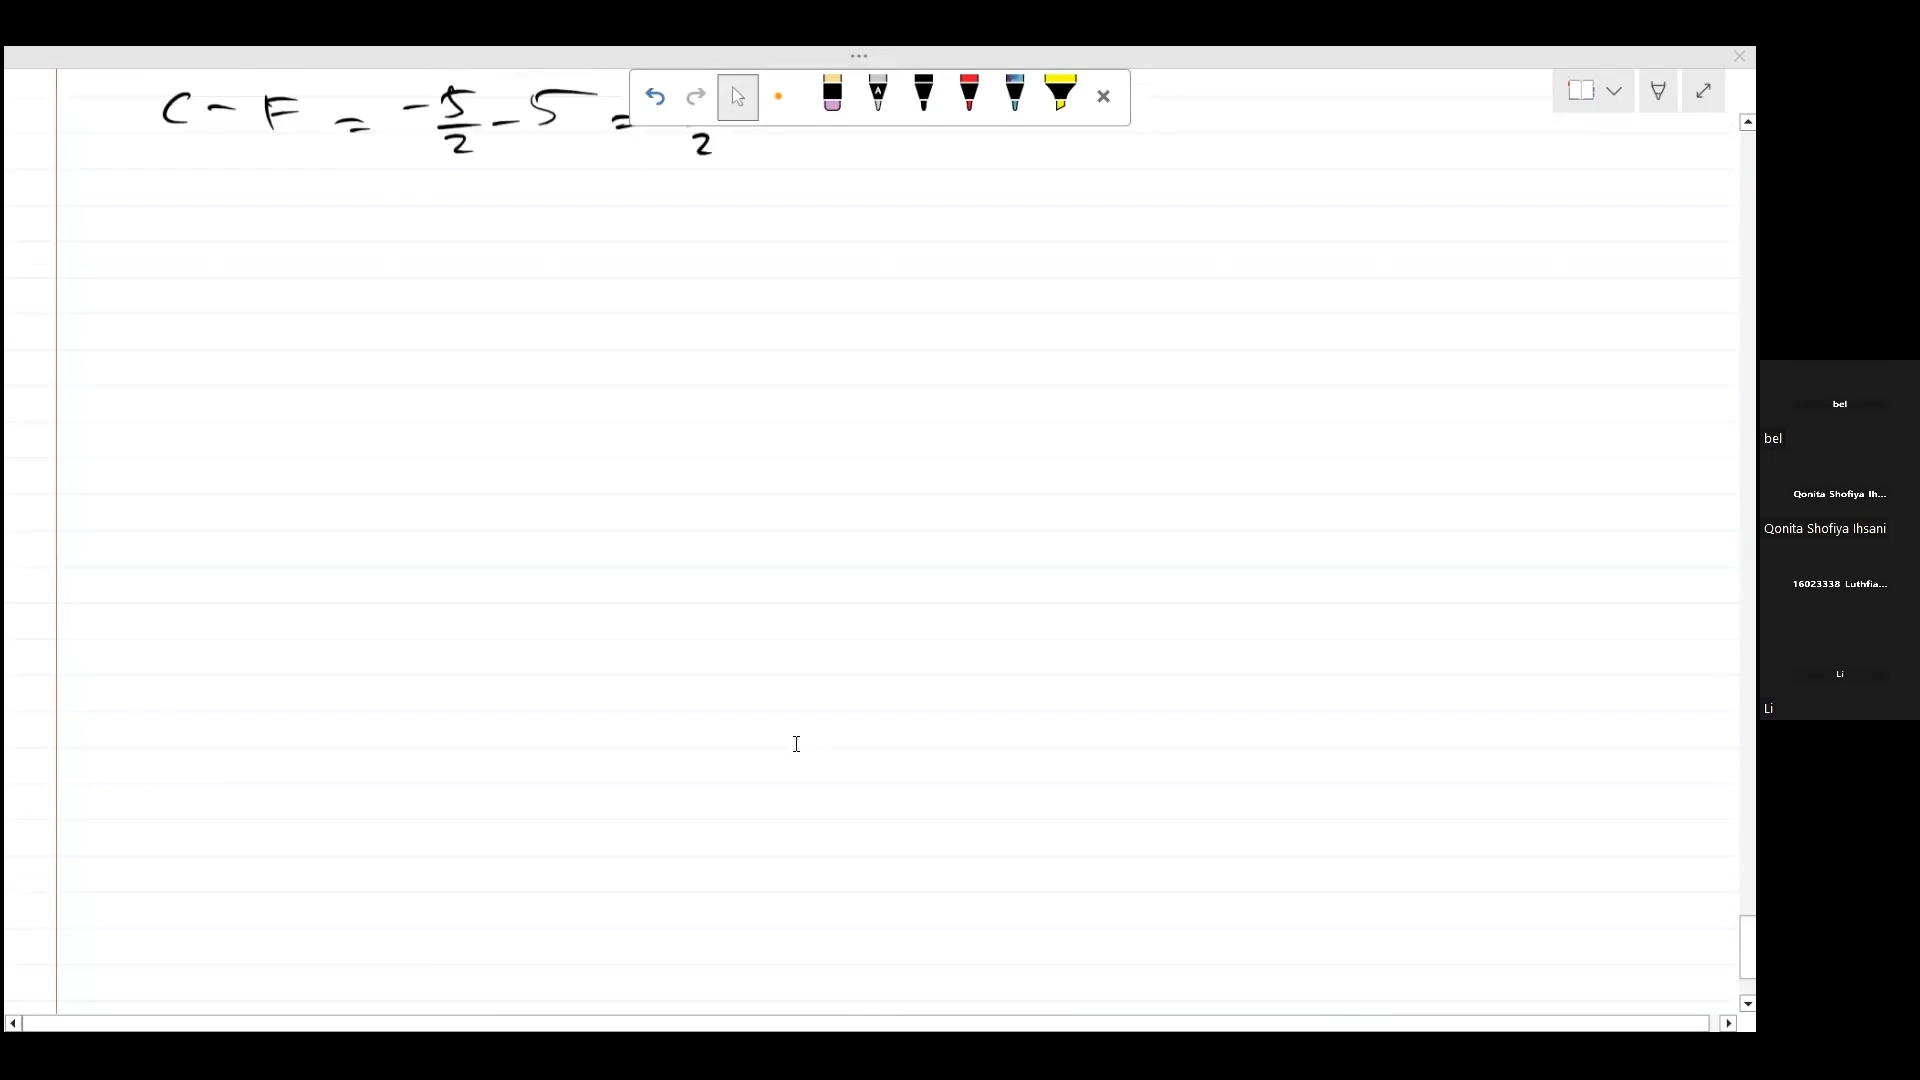 C - F = -5/2 - 5 = 2
bel
bel
Qonita Shofiya Ih...
Qonita Shofiya Ihsani
16023338 Luthfia...
Li
Li